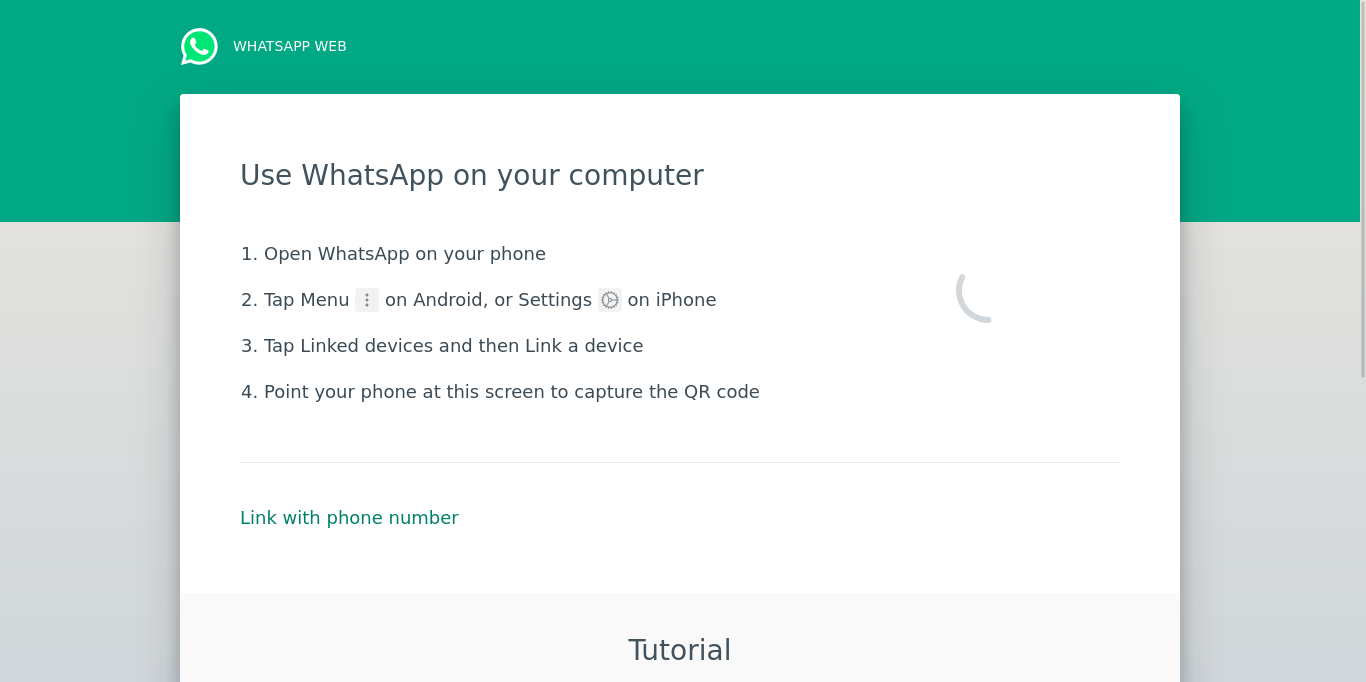 WHATSAPP WEB
Use WhatsApp on your computer
1. Open WhatsApp on your phone
2. Tap Menu on Android, or Settings on iPhone
3. Tap Linked devices and then Link a device
4. Point your phone at this screen to capture the QR code
Link with phone number
Tutorial